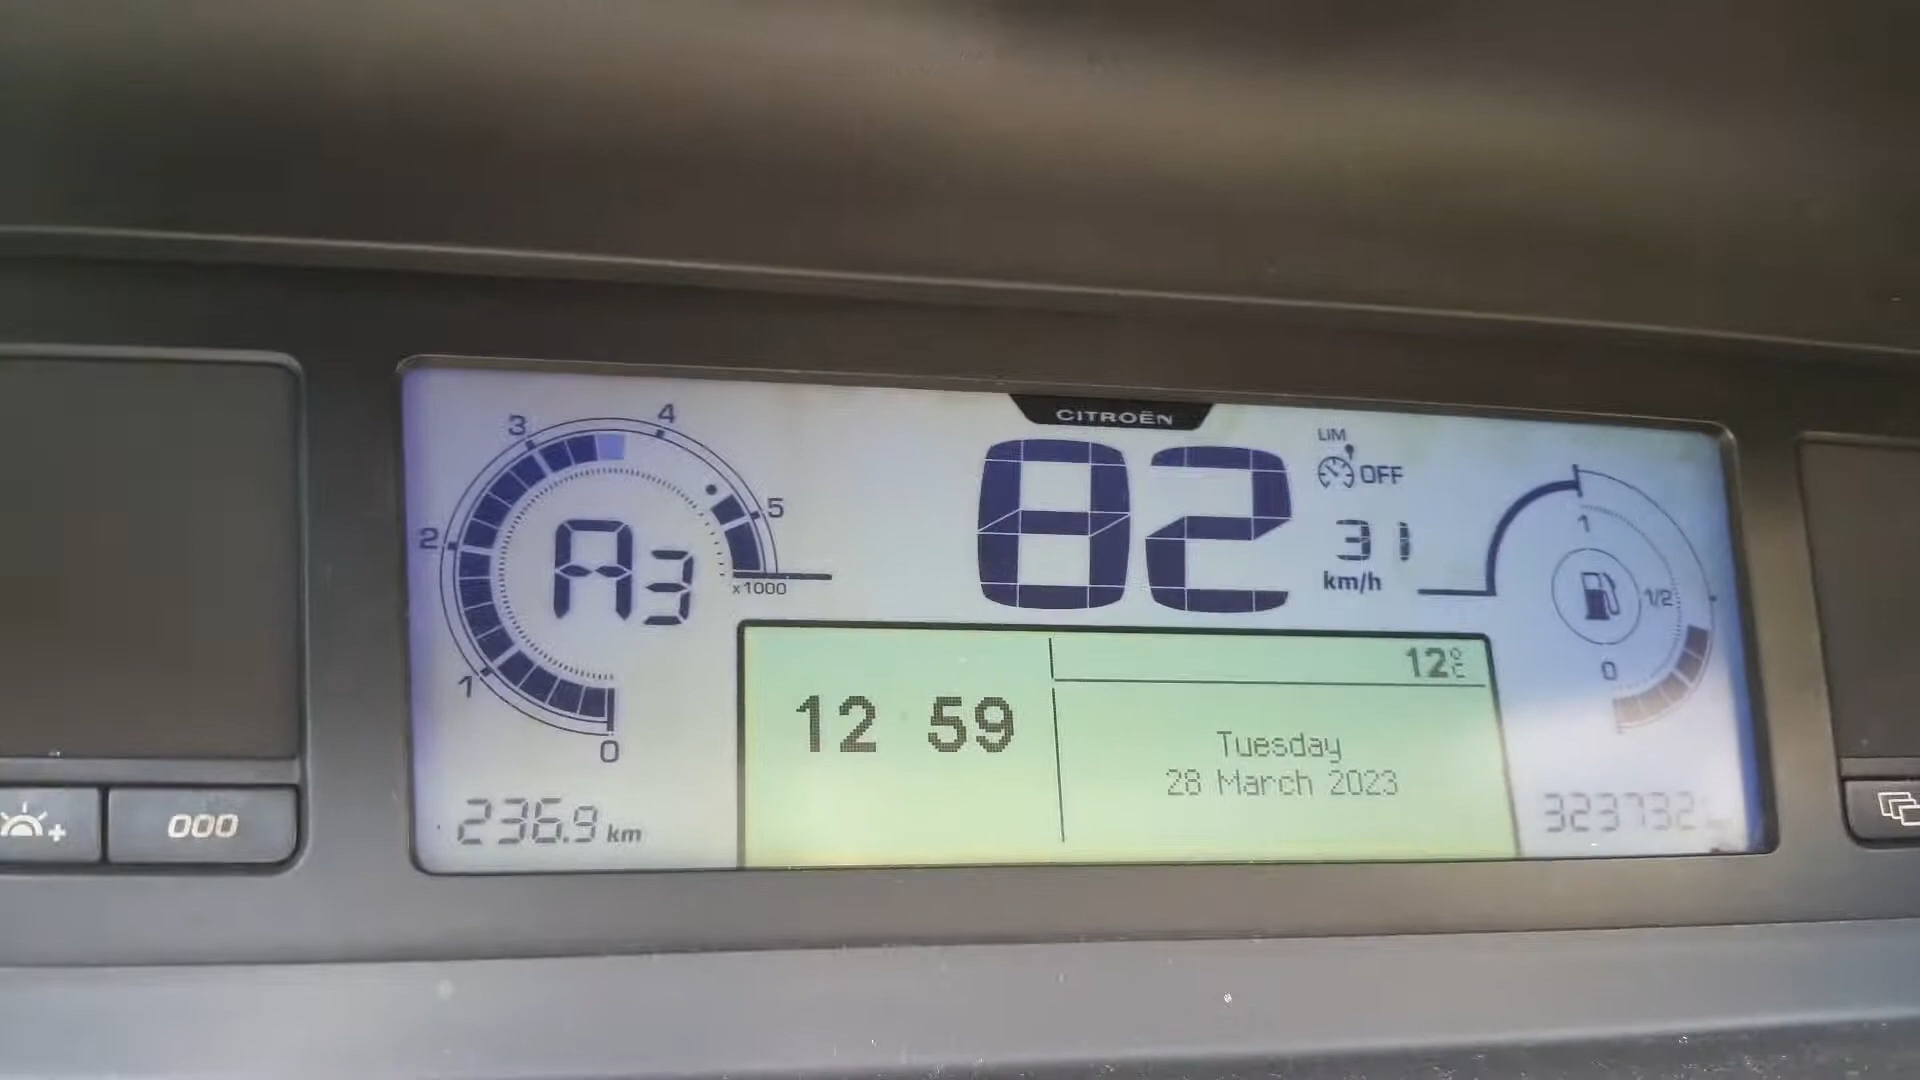 CITROËN
3
4
LIM
OFF
5
2
A3
82
31
km/h
x1000
1
1/2
0
1
0
12°C
12 59
Tuesday
28 March 2023
236.9 km
323732
000